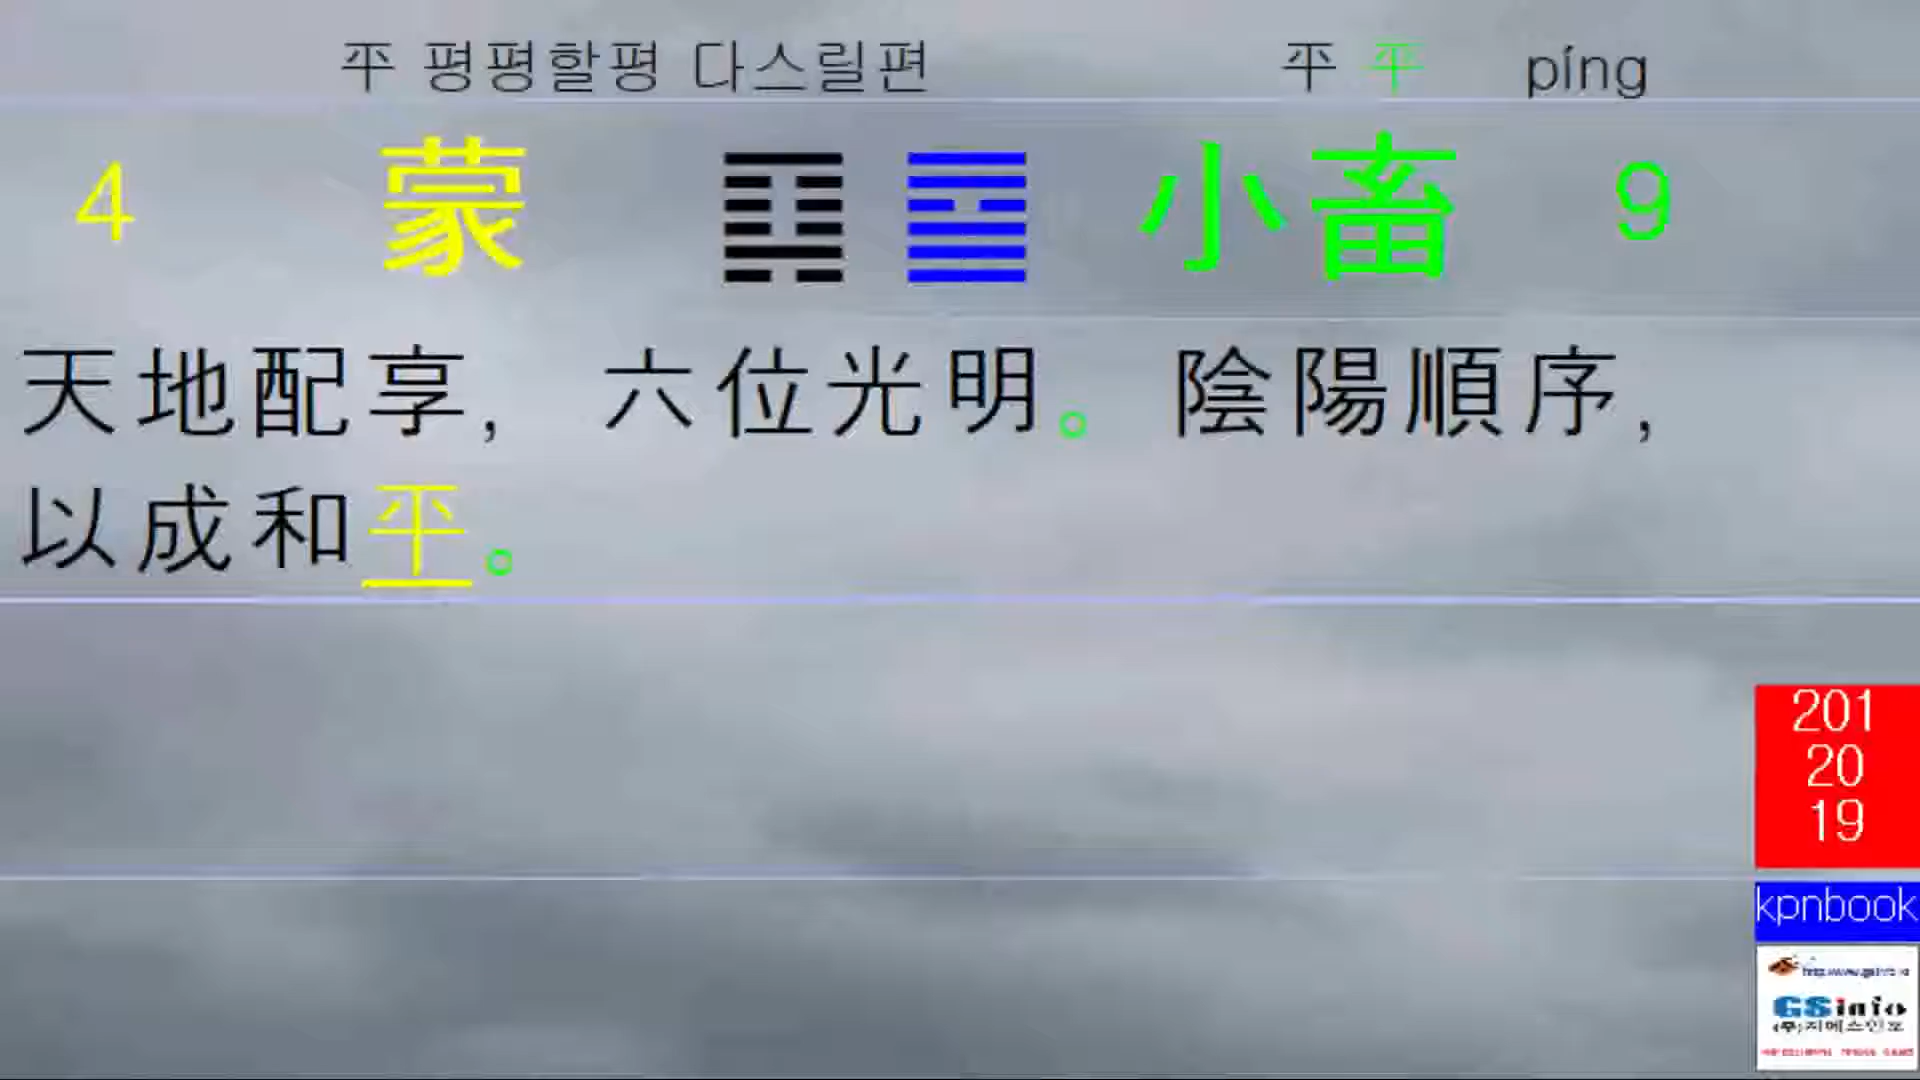 平 평평할평 다스릴편 平 平 píng
4 蒙 小畜 9
天地配享, 六位光明。陰陽順序,
以成和平。
201
20
19
kpnbook
GSinfo
(주)지에스인포